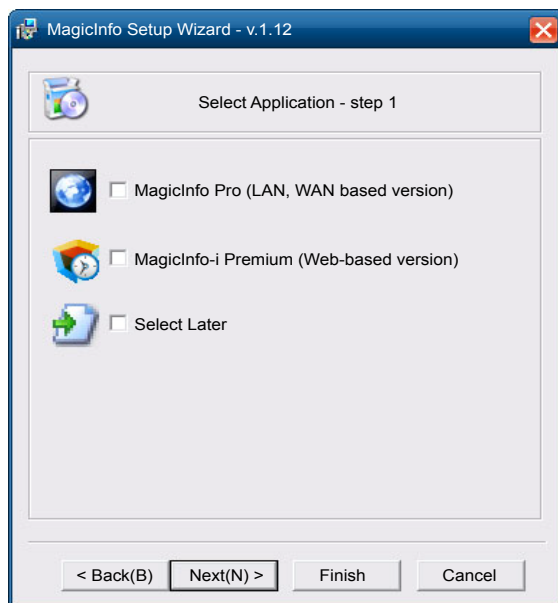 MagicInfo Setup Wizard - v.1.12
Select Application - step 1
MagicInfo Pro (LAN, WAN based version)
MagicInfo-i Premium (Web-based version)
Select Later
< Back(B) Next(N) > Finish Cancel